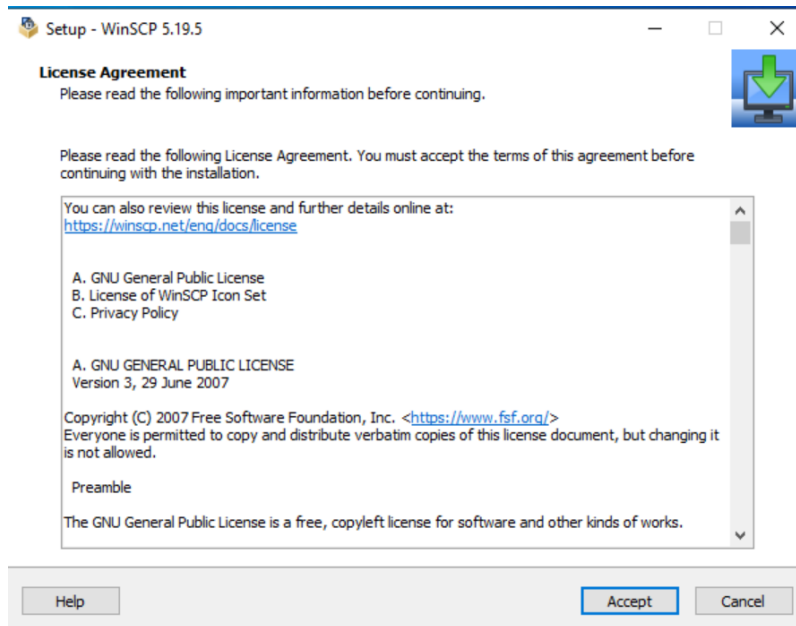 Setup - WinSCP 5.19.5
License Agreement
Please read the following important information before continuing.
Please read the following License Agreement. You must accept the terms of this agreement before
continuing with the installation.
You can also review this license and further details online at:
https://winscp.net/eng/docs/license
A. GNU General Public License
B. License of WinSCP Icon Set
C. Privacy Policy
A. GNU GENERAL PUBLIC LICENSE
Version 3, 29 June 2007
Copyright (C) 2007 Free Software Foundation, Inc. <https://www.fsf.org/>
Everyone is permitted to copy and distribute verbatim copies of this license document, but changing it
is not allowed.
Preamble
The GNU General Public License is a free, copyleft license for software and other kinds of works.
Help
Accept
Cancel